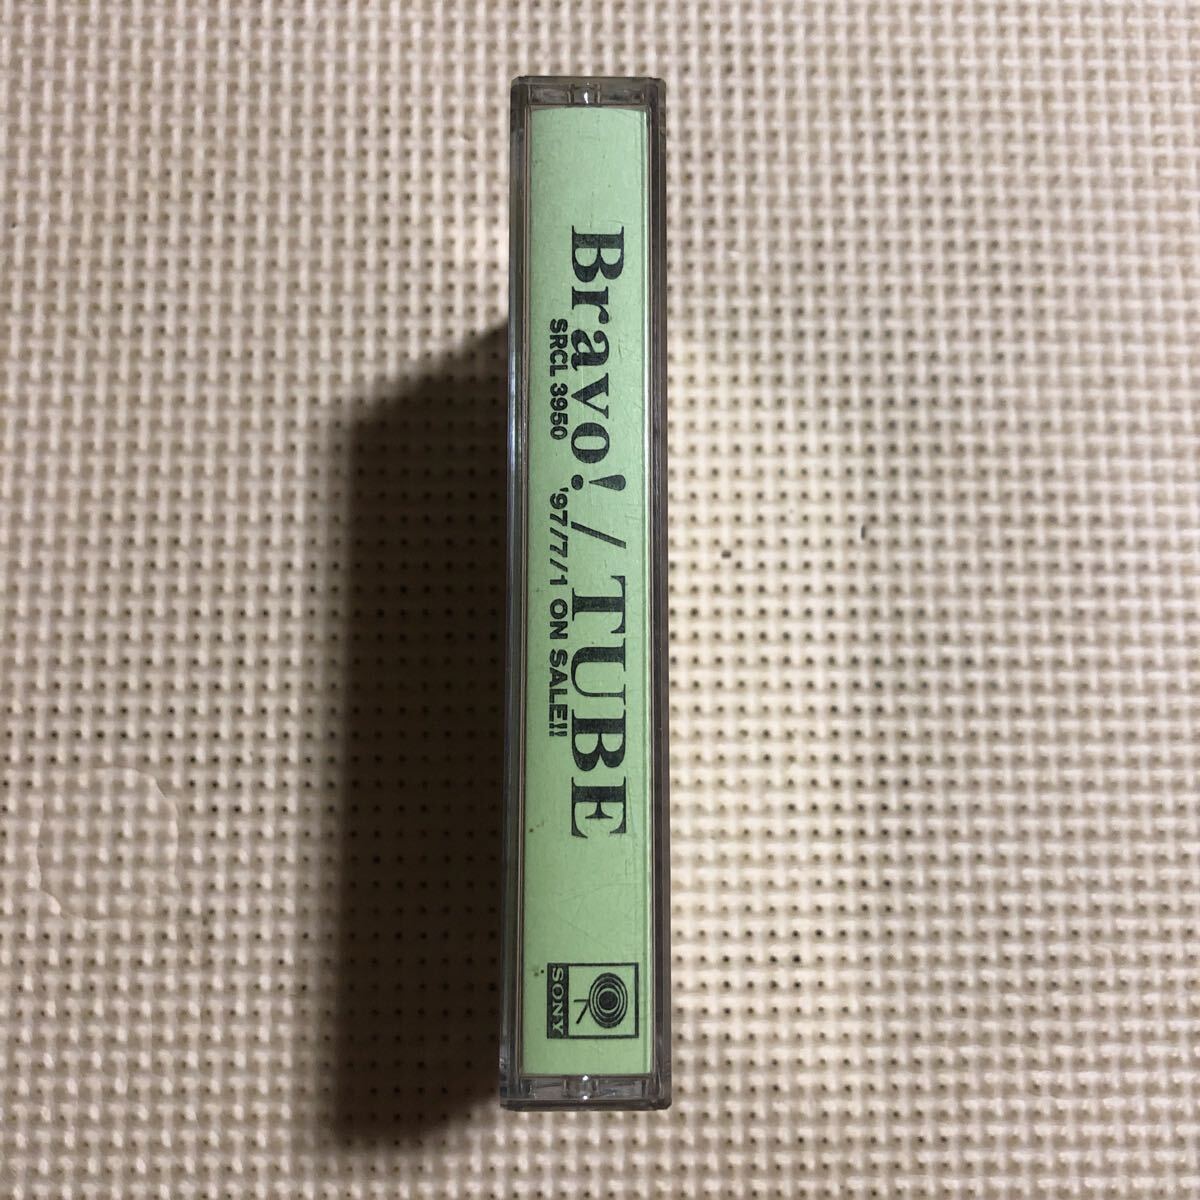 Bravo! / TUBE
SRCL 3950 '97/7/1 ON SALE!!
SONY